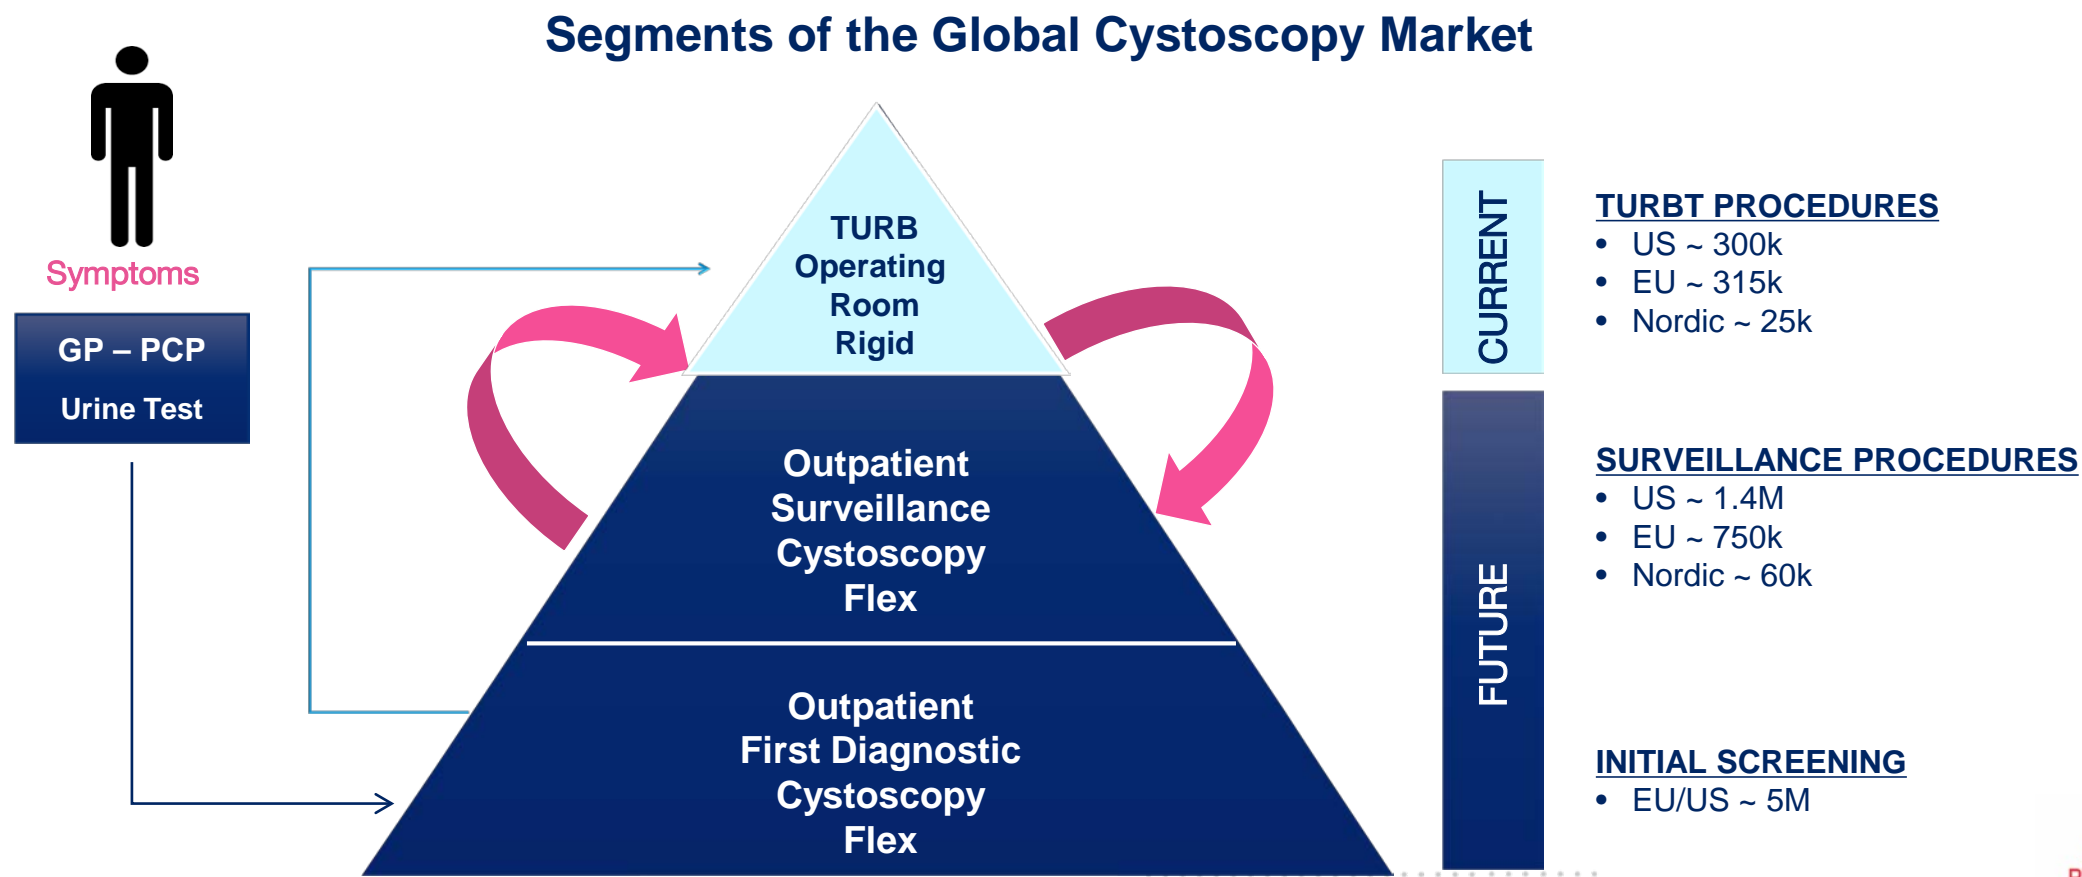 Segments of the Global Cystoscopy Market
Symptoms
GP – PCP
Urine Test
TURB
Operating
Room
Rigid
Outpatient
Surveillance
Cystoscopy
Flex
Outpatient
First Diagnostic
Cystoscopy
Flex
CURRENT
FUTURE
TURBT PROCEDURES
• US ~ 300k
• EU ~ 315k
• Nordic ~ 25k
SURVEILLANCE PROCEDURES
• US ~ 1.4M
• EU ~ 750k
• Nordic ~ 60k
INITIAL SCREENING
• EU/US ~ 5M